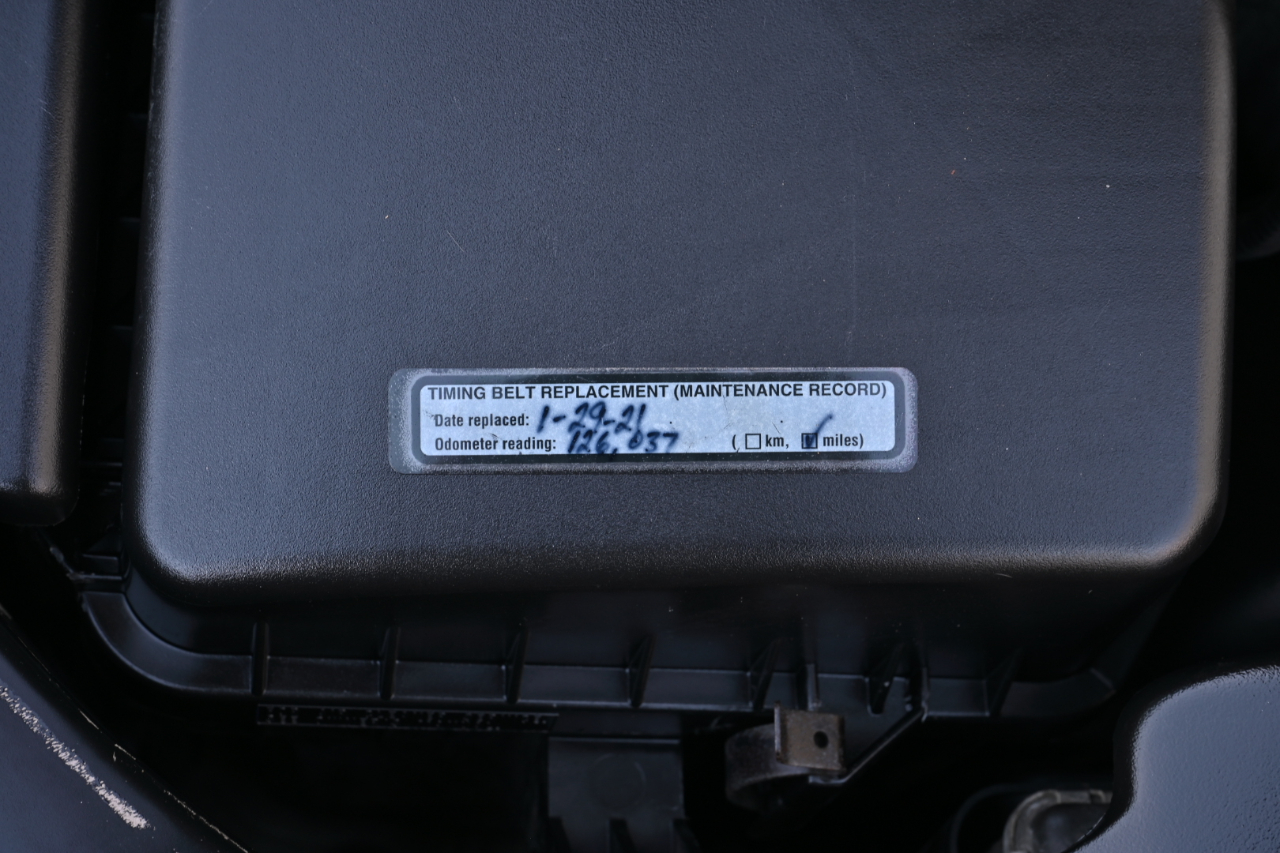 TIMING BELT REPLACEMENT (MAINTENANCE RECORD)
Date replaced: 1-29-21
Odometer reading: 126,037 ( ☐ km, ☑ miles)